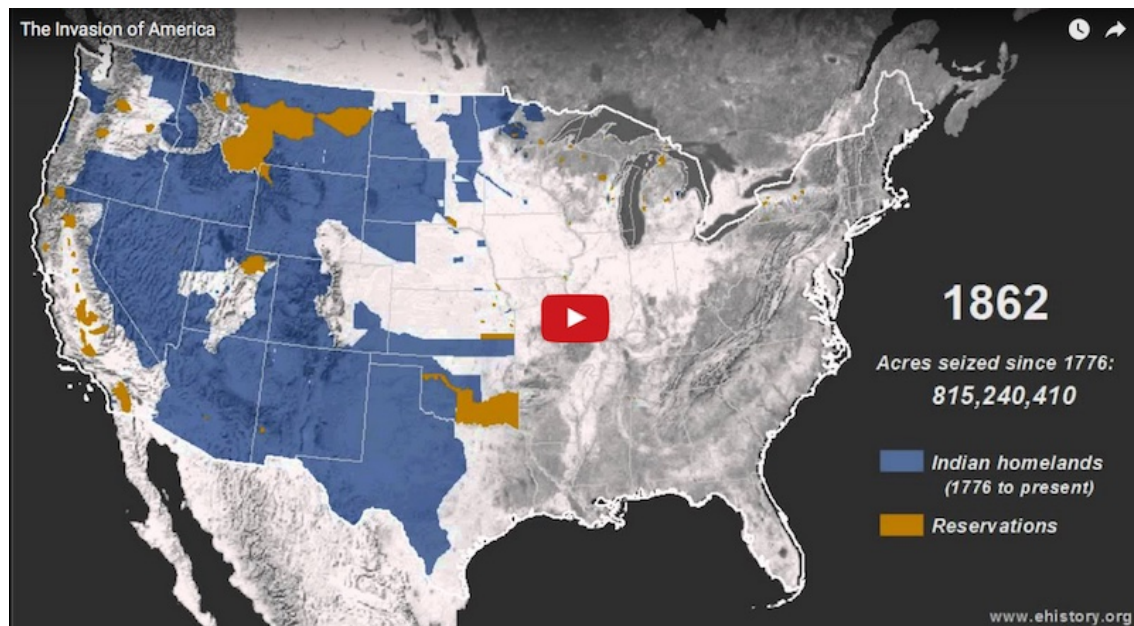 The Invasion of America
1862
Acres seized since 1776:
815,240,410
Indian homelands
(1776 to present)
Reservations
www.ehistory.org